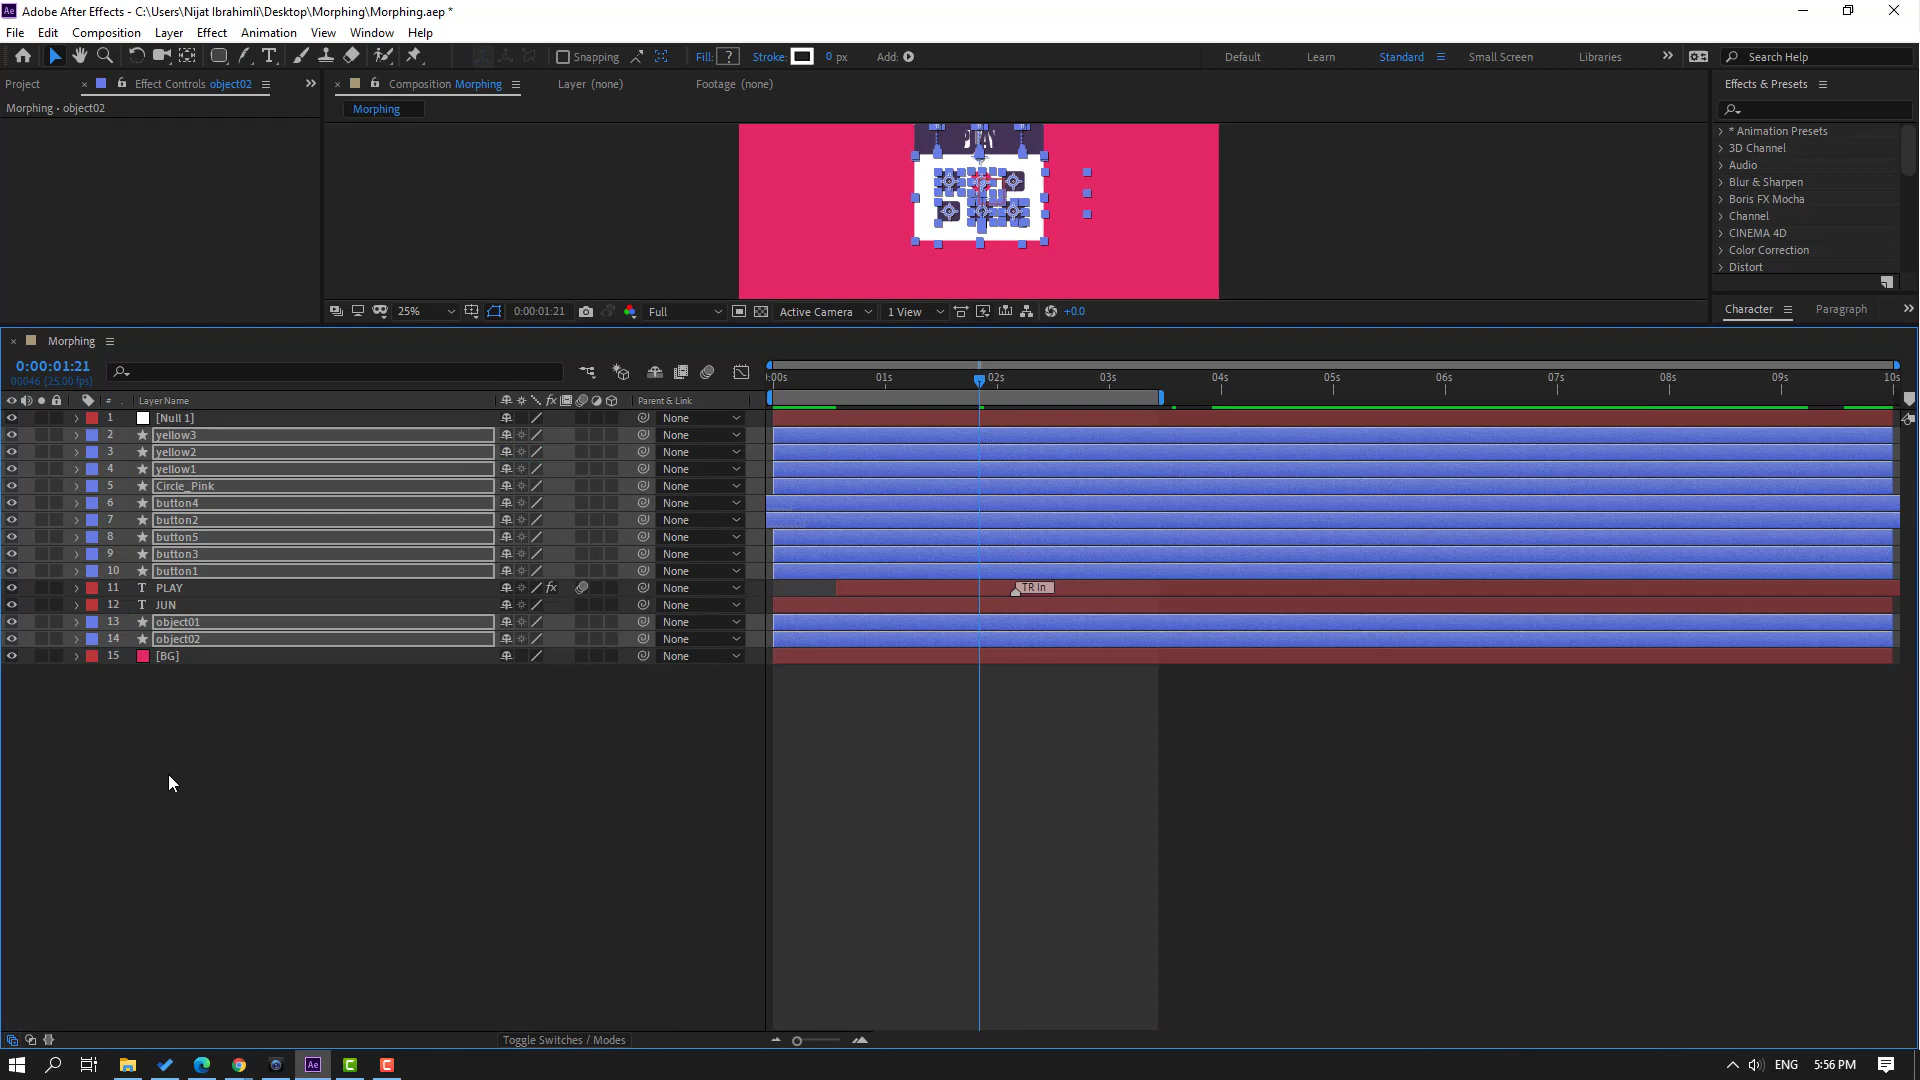 Adobe After Effects - C:\Users\Nijat Ibrahimli\Desktop\Morphing\Morphing.aep *
File Edit Composition Layer Effect Animation View Window Help
Snapping Fill: ? Stroke: 0 px Add: Default Learn Standard Small Screen Libraries Search Help
Project Effect Controls object02 Composition Morphing Layer (none) Footage (none) Effects & Presets
Morphing • object02 Morphing
* Animation Presets
3D Channel
Audio
Blur & Sharpen
Boris FX Mocha
Channel
CINEMA 4D
Color Correction
Distort
25% 0:00:01:21 Full Active Camera 1 View +0.0 Character Paragraph
Morphing
0:00:01:21
00046 (25.00 fps)
:00s 01s 02s 03s 04s 05s 06s 07s 08s 09s 10s
# . Layer Name fx Parent & Link
1 [Null 1] None
2 yellow3 None
3 yellow2 None
4 yellow1 None
5 Circle_Pink None
6 button4 None
7 button2 None
8 button5 None
9 button3 None
10 button1 None
11 T PLAY fx None TR In
12 T JUN None
13 object01 None
14 object02 None
15 [BG] None
Toggle Switches / Modes
Ae ENG 5:56 PM